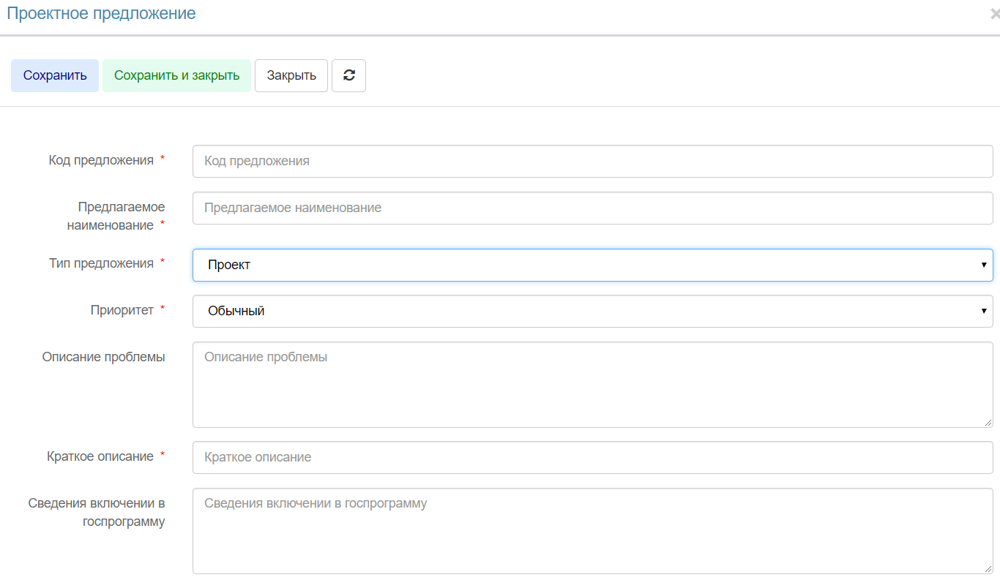 Проектное предложение
Сохранить Сохранить и закрыть Закрыть
Код предложения * Код предложения
Предлагаемое
наименование * Предлагаемое наименование
Тип предложения * Проект
Приоритет * Обычный
Описание проблемы Описание проблемы
Краткое описание * Краткое описание
Сведения включении в
госпрограмму Сведения включении в госпрограмму